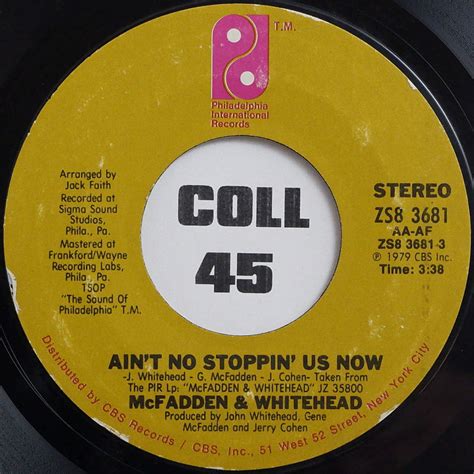 T.M.
Philadelphia
International
Records
Arranged by
Jack Faith
Recorded at
Sigma Sound
Studios,
Phila., Pa.
Mastered at
Frankford/Wayne
Recording Labs,
Phila., Pa.
TSOP
"The Sound Of
Philadelphia" T.M.
COLL
45
STEREO
ZS8 3681
AA-AF
ZS8 3681-3
℗ 1979 CBS Inc.
Time: 3:38
AIN'T NO STOPPIN' US NOW
-J. Whitehead - G. McFadden - J. Cohen- Taken From
The PIR Lp: "McFADDEN & WHITEHEAD" JZ 35800
McFADDEN & WHITEHEAD
Produced by John Whitehead, Gene
McFadden and Jerry Cohen
Distributed by CBS Records / CBS, Inc., 51 West 52 Street, New York City